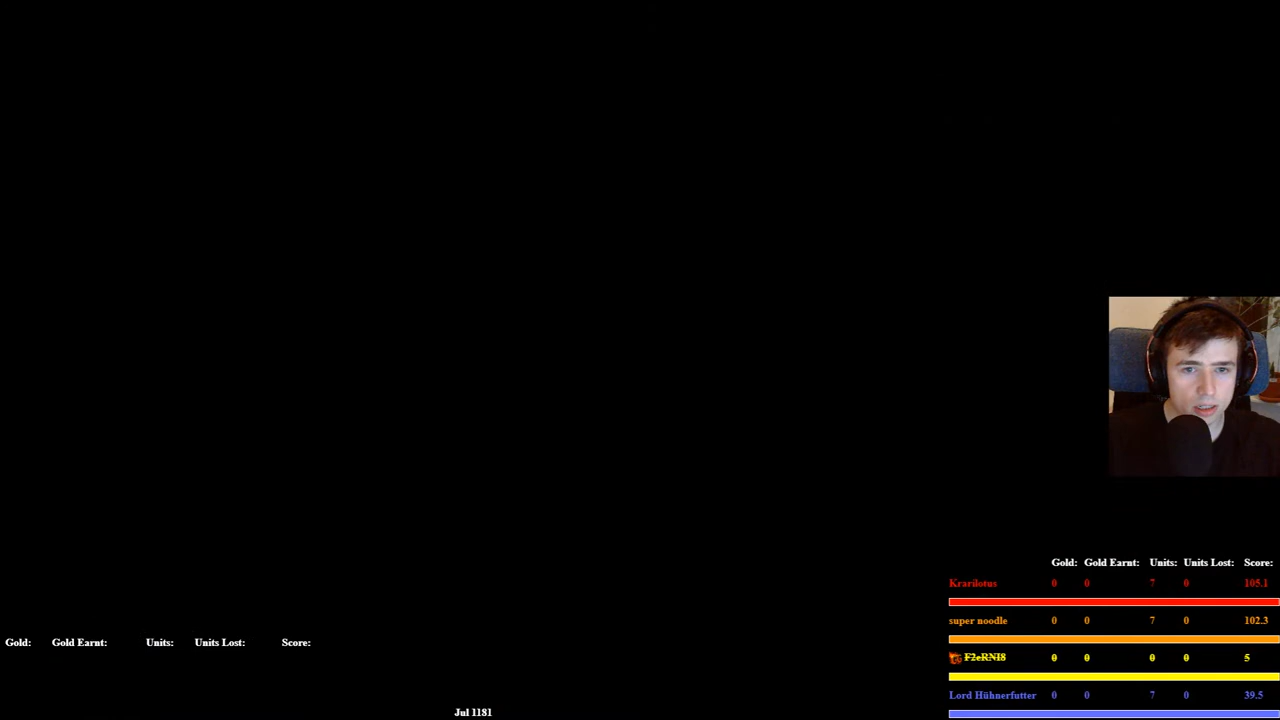 Gold: Gold Earnt: Units: Units Lost: Score:
Krarilotus 0 0 7 0 105.1
super noodle 0 0 7 0 102.3
F2eRNI8 0 0 0 0 5
Lord Hühnerfutter 0 0 7 0 39.5
Gold: Gold Earnt: Units: Units Lost: Score:
Jul 1181